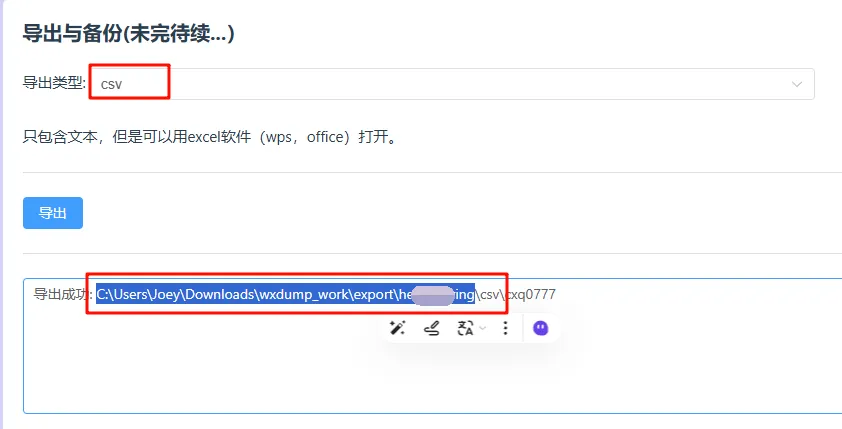 导出与备份(未完待续...)
导出类型: csv
只包含文本，但是可以用excel软件（wps，office）打开。
导出
导出成功: C:\Users\Joey\Downloads\wxdump_work\export\he ing\csv\cxq0777